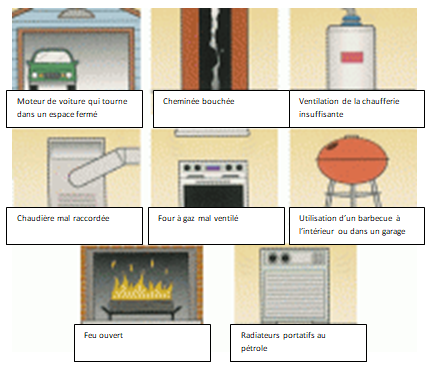 Moteur de voiture qui tourne
dans un espace fermé
Cheminée bouchée
Ventilation de la chaufferie
insuffisante
Chaudière mal raccordée
Four à gaz mal ventilé
Utilisation d'un barbecue à
l'intérieur ou dans un garage
Feu ouvert
Radiateurs portatifs au
pétrole